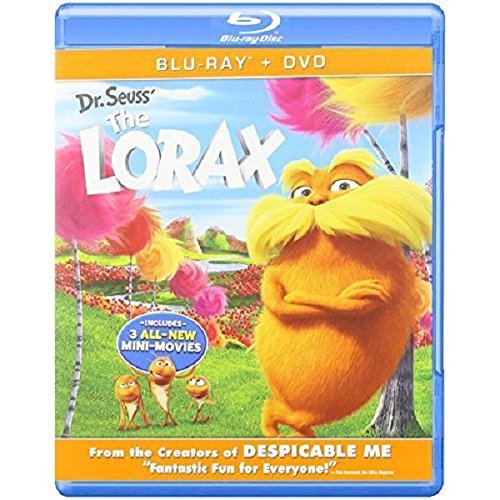 Blu-ray Disc
BLU-RAY™ + DVD
Dr. Seuss'
The
LORAX
-INCLUDES-
3 ALL-NEW
MINI-MOVIES
From the Creators of DESPICABLE ME
"Fantastic Fun for Everyone!"